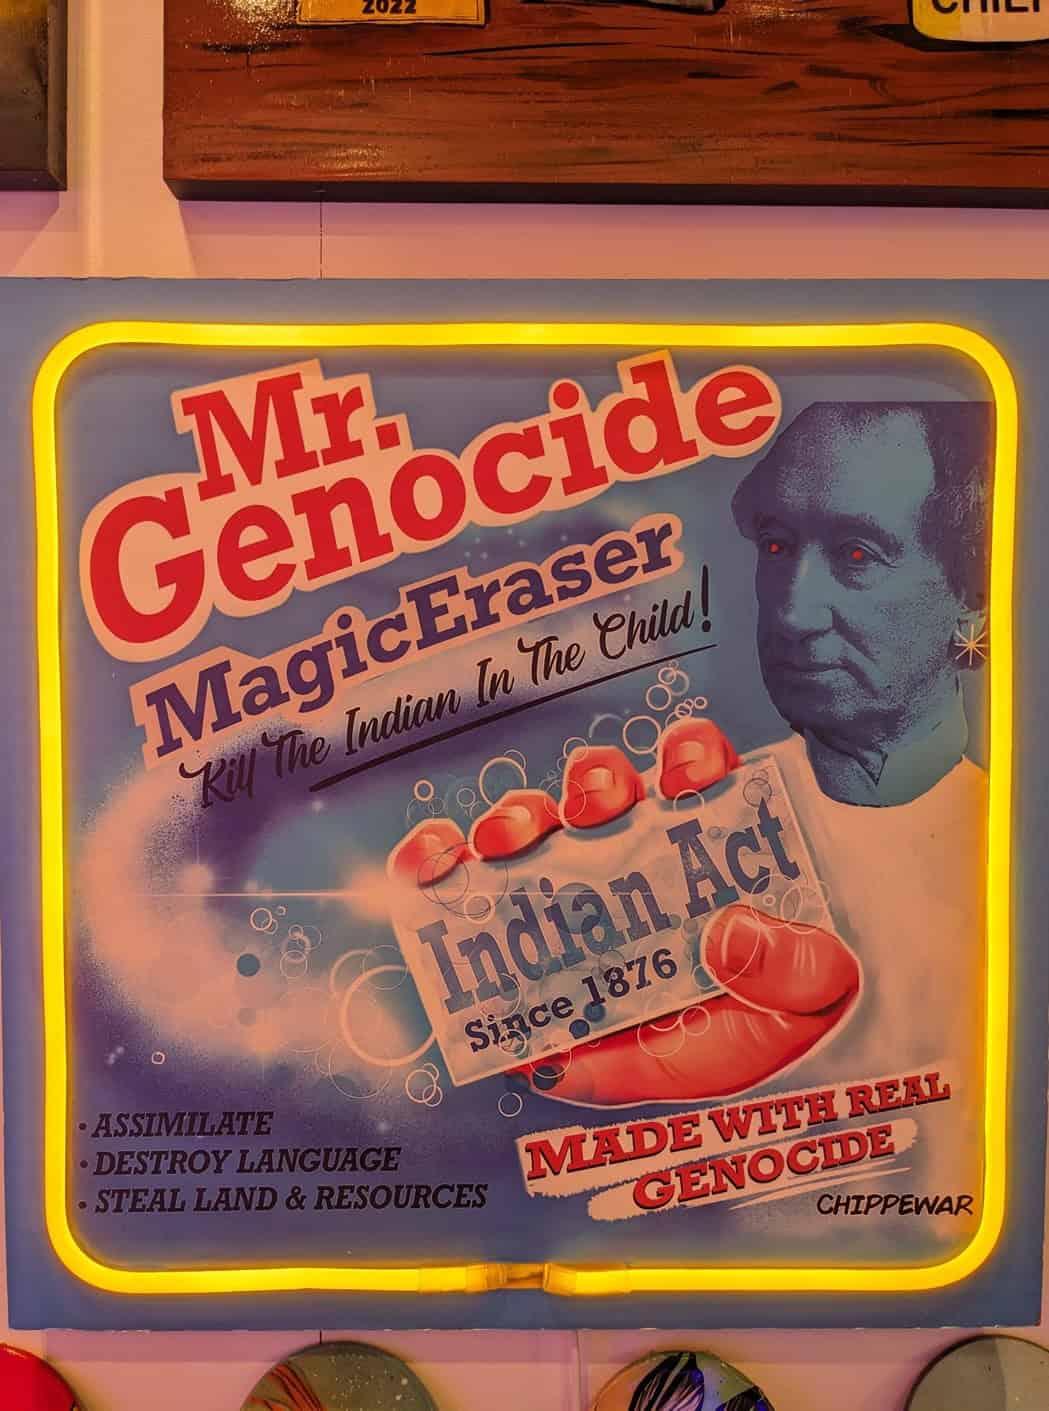 2022
CHIEF
Mr.
Genocide
MagicEraser
Kill The Indian In The Child!
Indian Act
Since 1876
• ASSIMILATE
• DESTROY LANGUAGE
• STEAL LAND & RESOURCES
MADE WITH REAL
GENOCIDE
CHIPPEWAR